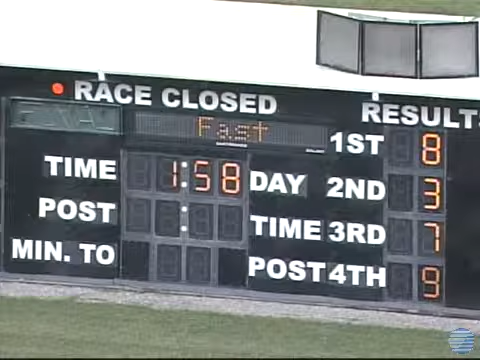 RACE CLOSED
RESULTS
FINAL
Fast
1ST 8
TIME 1:58 DAY 2ND 3
POST : TIME 3RD 7
MIN. TO POST 4TH 9